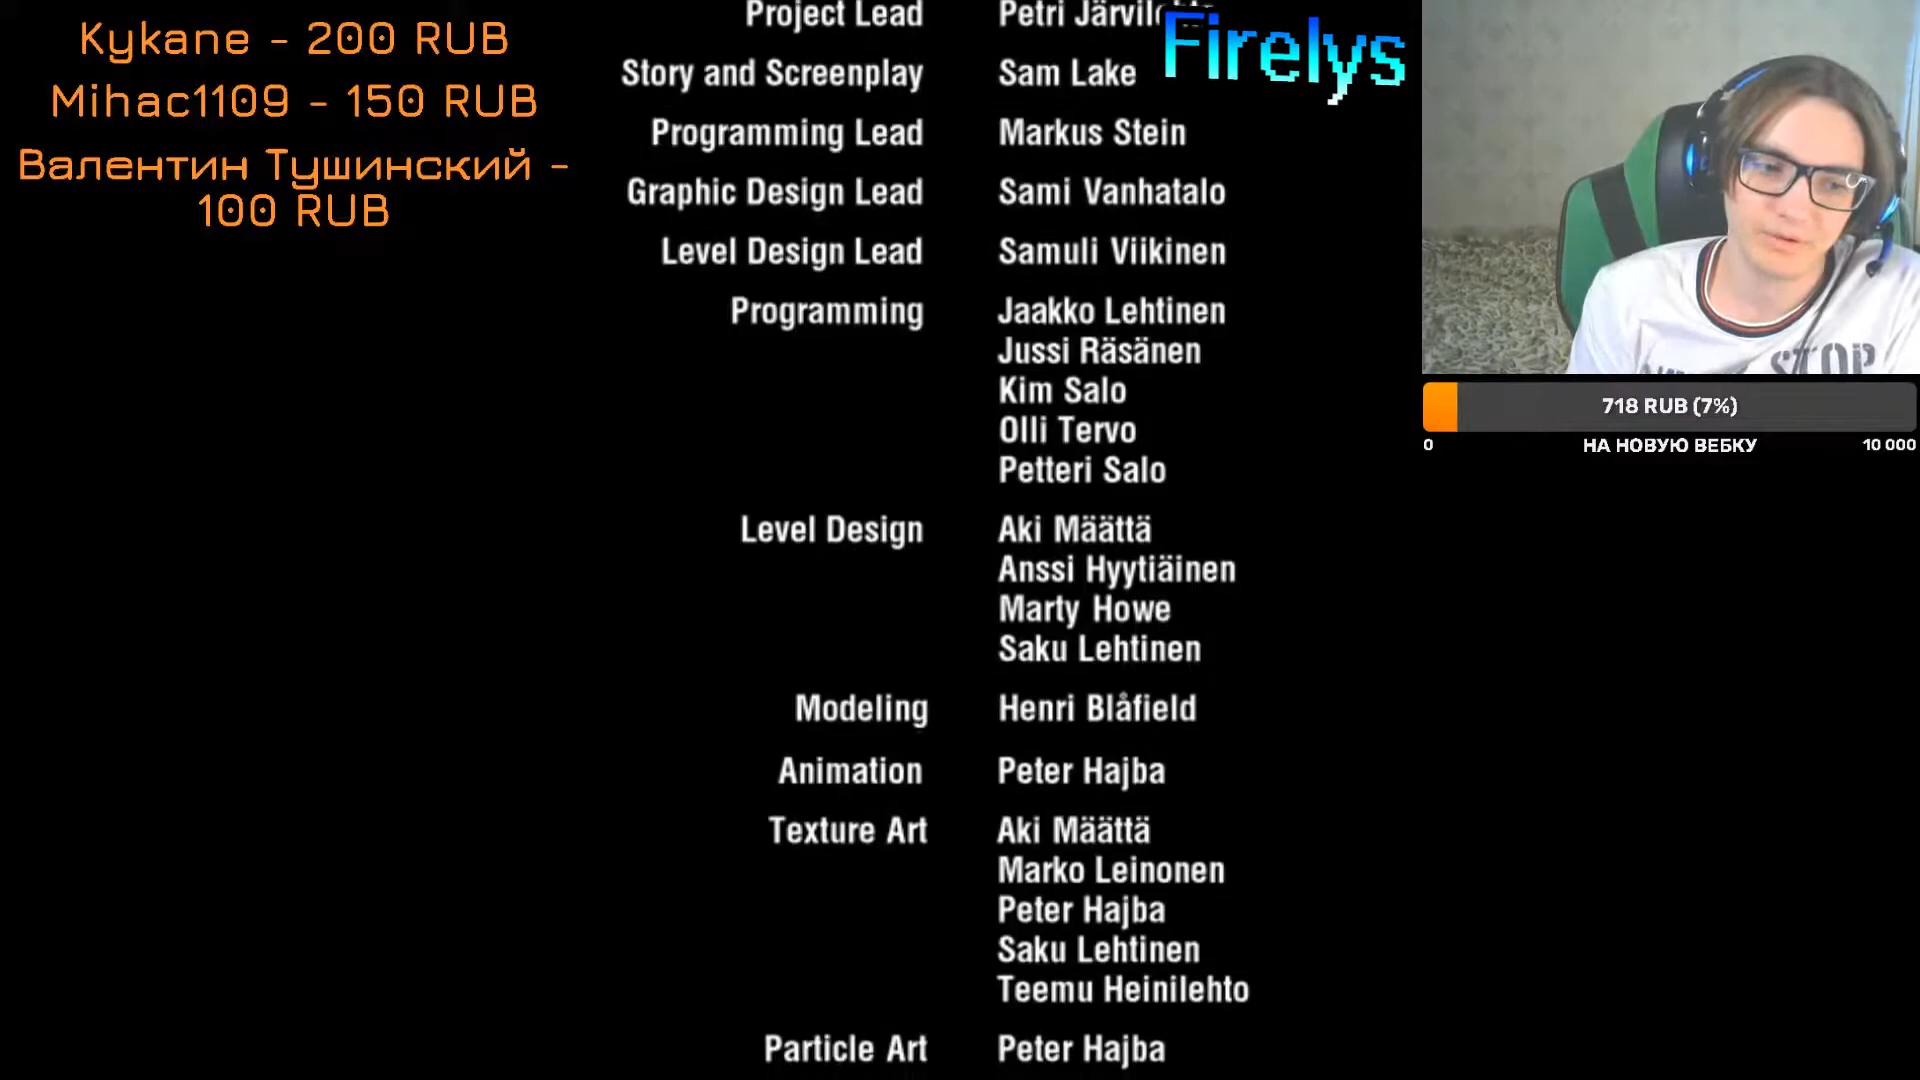 Kykane - 200 RUB
Mihac1109 - 150 RUB
Валентин Тушинский -
100 RUB
Project Lead Petri
Story and Screenplay Sam Lake
Programming Lead Markus Stein
Graphic Design Lead Sami Vanhatalo
Level Design Lead Samuli Viikinen
Programming Jaakko Lehtinen
Jussi Räsänen
Kim Salo
Olli Tervo
Petteri Salo
Level Design Aki Määttä
Anssi Hyytiäinen
Marty Howe
Saku Lehtinen
Modeling Henri Blåfield
Animation Peter Hajba
Texture Art Aki Määttä
Marko Leinonen
Peter Hajba
Saku Lehtinen
Teemu Heinilehto
Particle Art Peter Hajba
Firelys
STOP
718 RUB (7%)
0 НА НОВУЮ ВЕБКУ 10 000